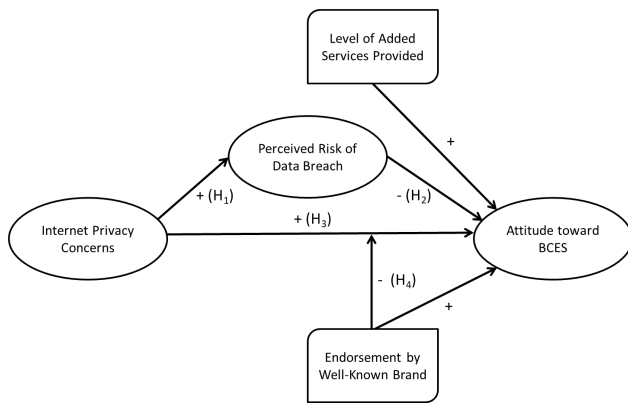 Level of Added
Services Provided
+
Perceived Risk of
Data Breach
+ (H₁)
- (H₂)
+ (H₃)
Internet Privacy
Concerns
Attitude toward
BCES
- (H₄)
+
Endorsement by
Well-Known Brand